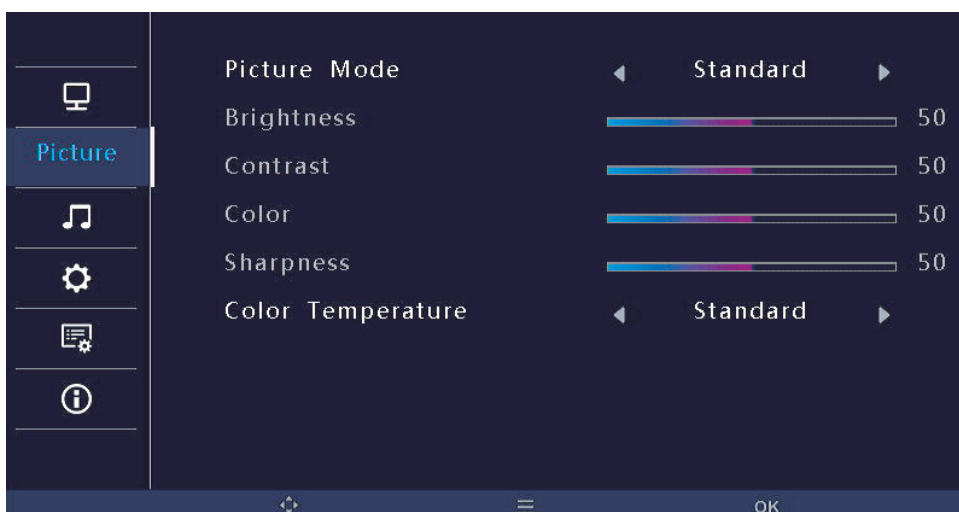 Picture Mode Standard
Brightness 50
Picture
Contrast 50
Color 50
Sharpness 50
Color Temperature Standard
OK